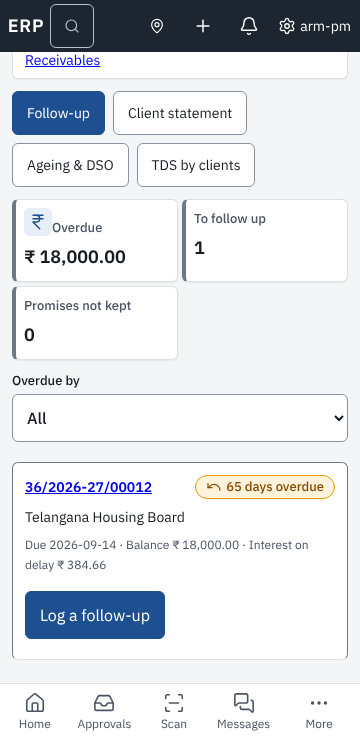 ERP
arm-pm
Receivables
Follow-up
Client statement
Ageing & DSO
TDS by clients
₹ Overdue
₹ 18,000.00
To follow up
1
Promises not kept
0
Overdue by
All
36/2026-27/00012
65 days overdue
Telangana Housing Board
Due 2026-09-14 · Balance ₹ 18,000.00 · Interest on
delay ₹ 384.66
Log a follow-up
Home
Approvals
Scan
Messages
More